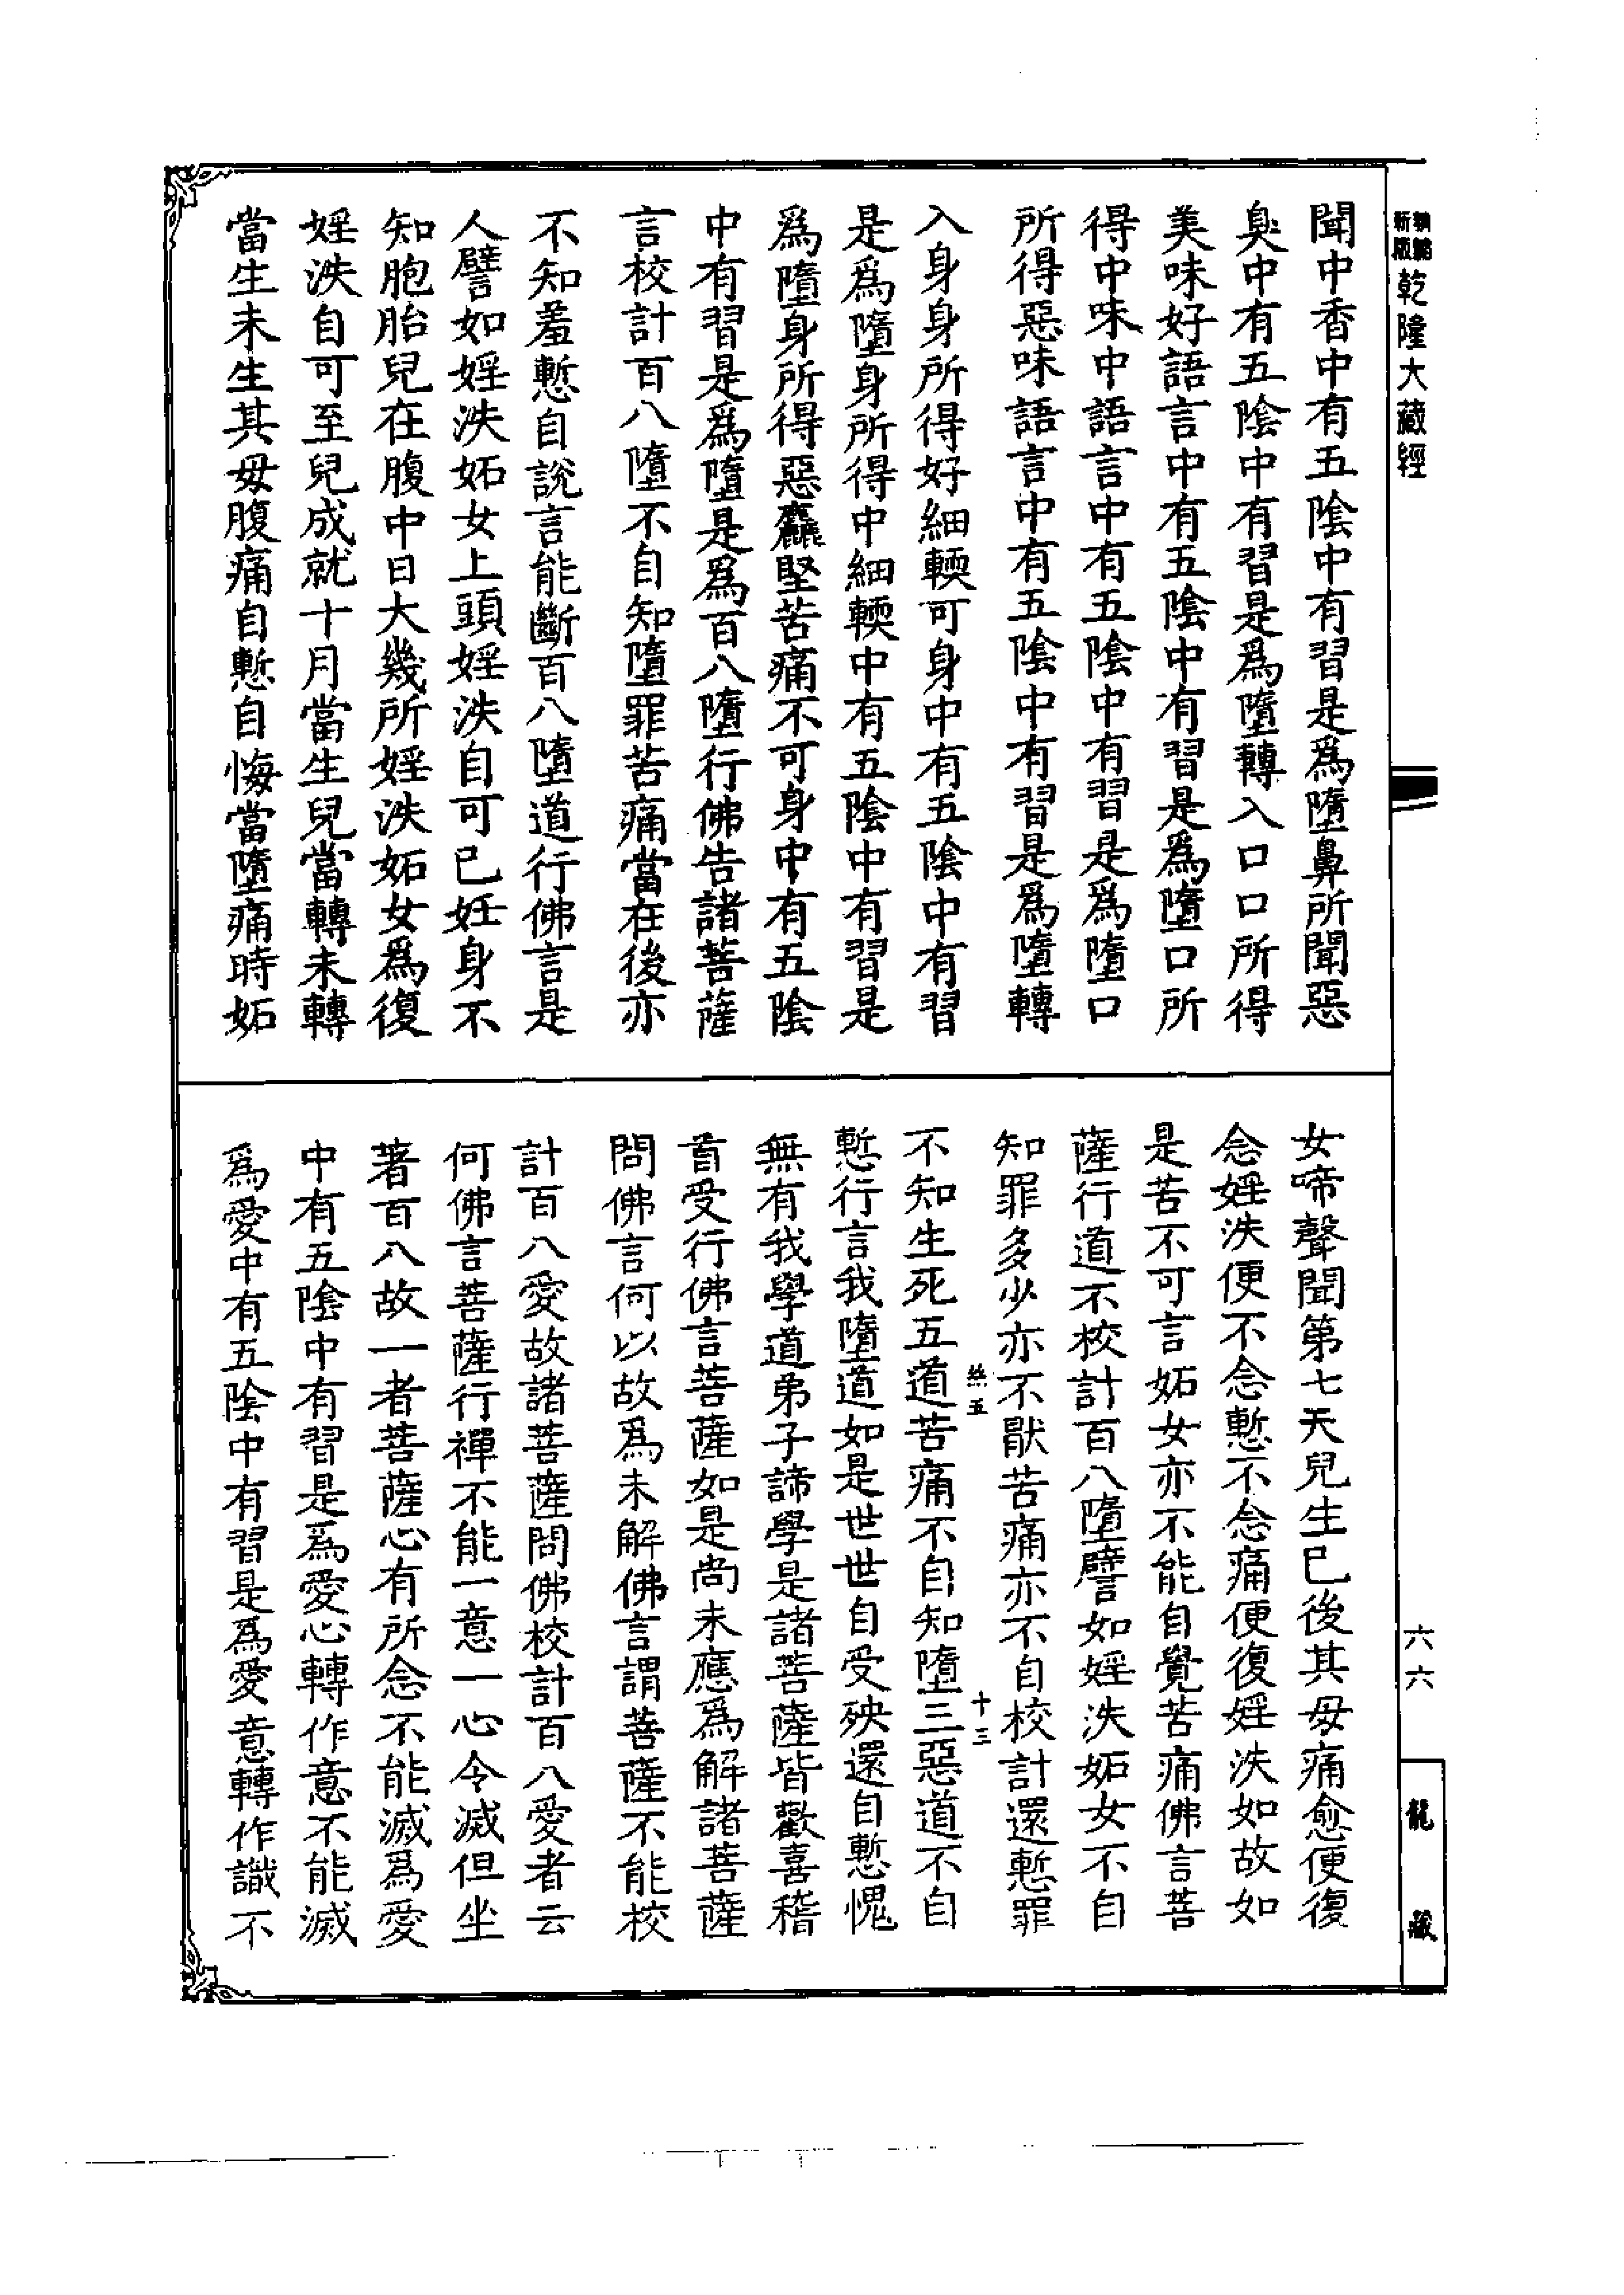 乾隆大藏經
聞中香中有五陰中有習是爲墮鼻所聞惡
臭中有五陰中有習是爲墮轉入口口所得
美味好語言中有五陰中有習是爲墮口所
得中味中語言中有五陰中有習是爲墮口
所得惡味語言中有五陰中有習是爲墮轉
入身身所得好細輭可身中有五陰中有習
是爲墮身所得中細輭中有五陰中有習是
爲墮身所得惡麤堅苦痛不可身中有五陰
中有習是爲墮是爲百八墮行佛告諸菩薩
言校計百八墮不自知墮罪苦痛當在後亦
不知羞慙自說言能斷百八墮道行佛言是
人譬如婬泆妬女上頭婬泆自可已妊身不
知胞胎兒在腹中日大幾所婬泆妬女爲復
婬泆自可至兒成就十月當生兒當轉未轉
當生未生其母腹痛自慙自悔當墮痛時妬
女啼聲聞第七天兒生已後其母痛愈便復
念婬泆便不念慙不念痛便復婬泆如故如
是苦不可言妬女亦不能自覺苦痛佛言菩
薩行道不校計百八墮譬如婬泆妬女不自
知罪多少亦不厭苦痛亦不自校計還慙罪
不知生死五道苦痛不自知墮三惡道不自
慙行言我墮道如是世世自受殃還自慙愧
無有我學道弟子諦學是諸菩薩皆歡喜稽
首受行佛言菩薩如是尚未應爲解諸菩薩
問佛言何以故爲未解佛言謂菩薩不能校
計百八愛故諸菩薩問佛校計百八愛者云
何佛言菩薩行禪不能一意一心令滅但坐
著百八故一者菩薩心有所念不能滅爲愛
中有五陰中有習是爲愛心轉作意不能滅
爲愛中有五陰中有習是爲愛意轉作識不
十三
六六
龍藏